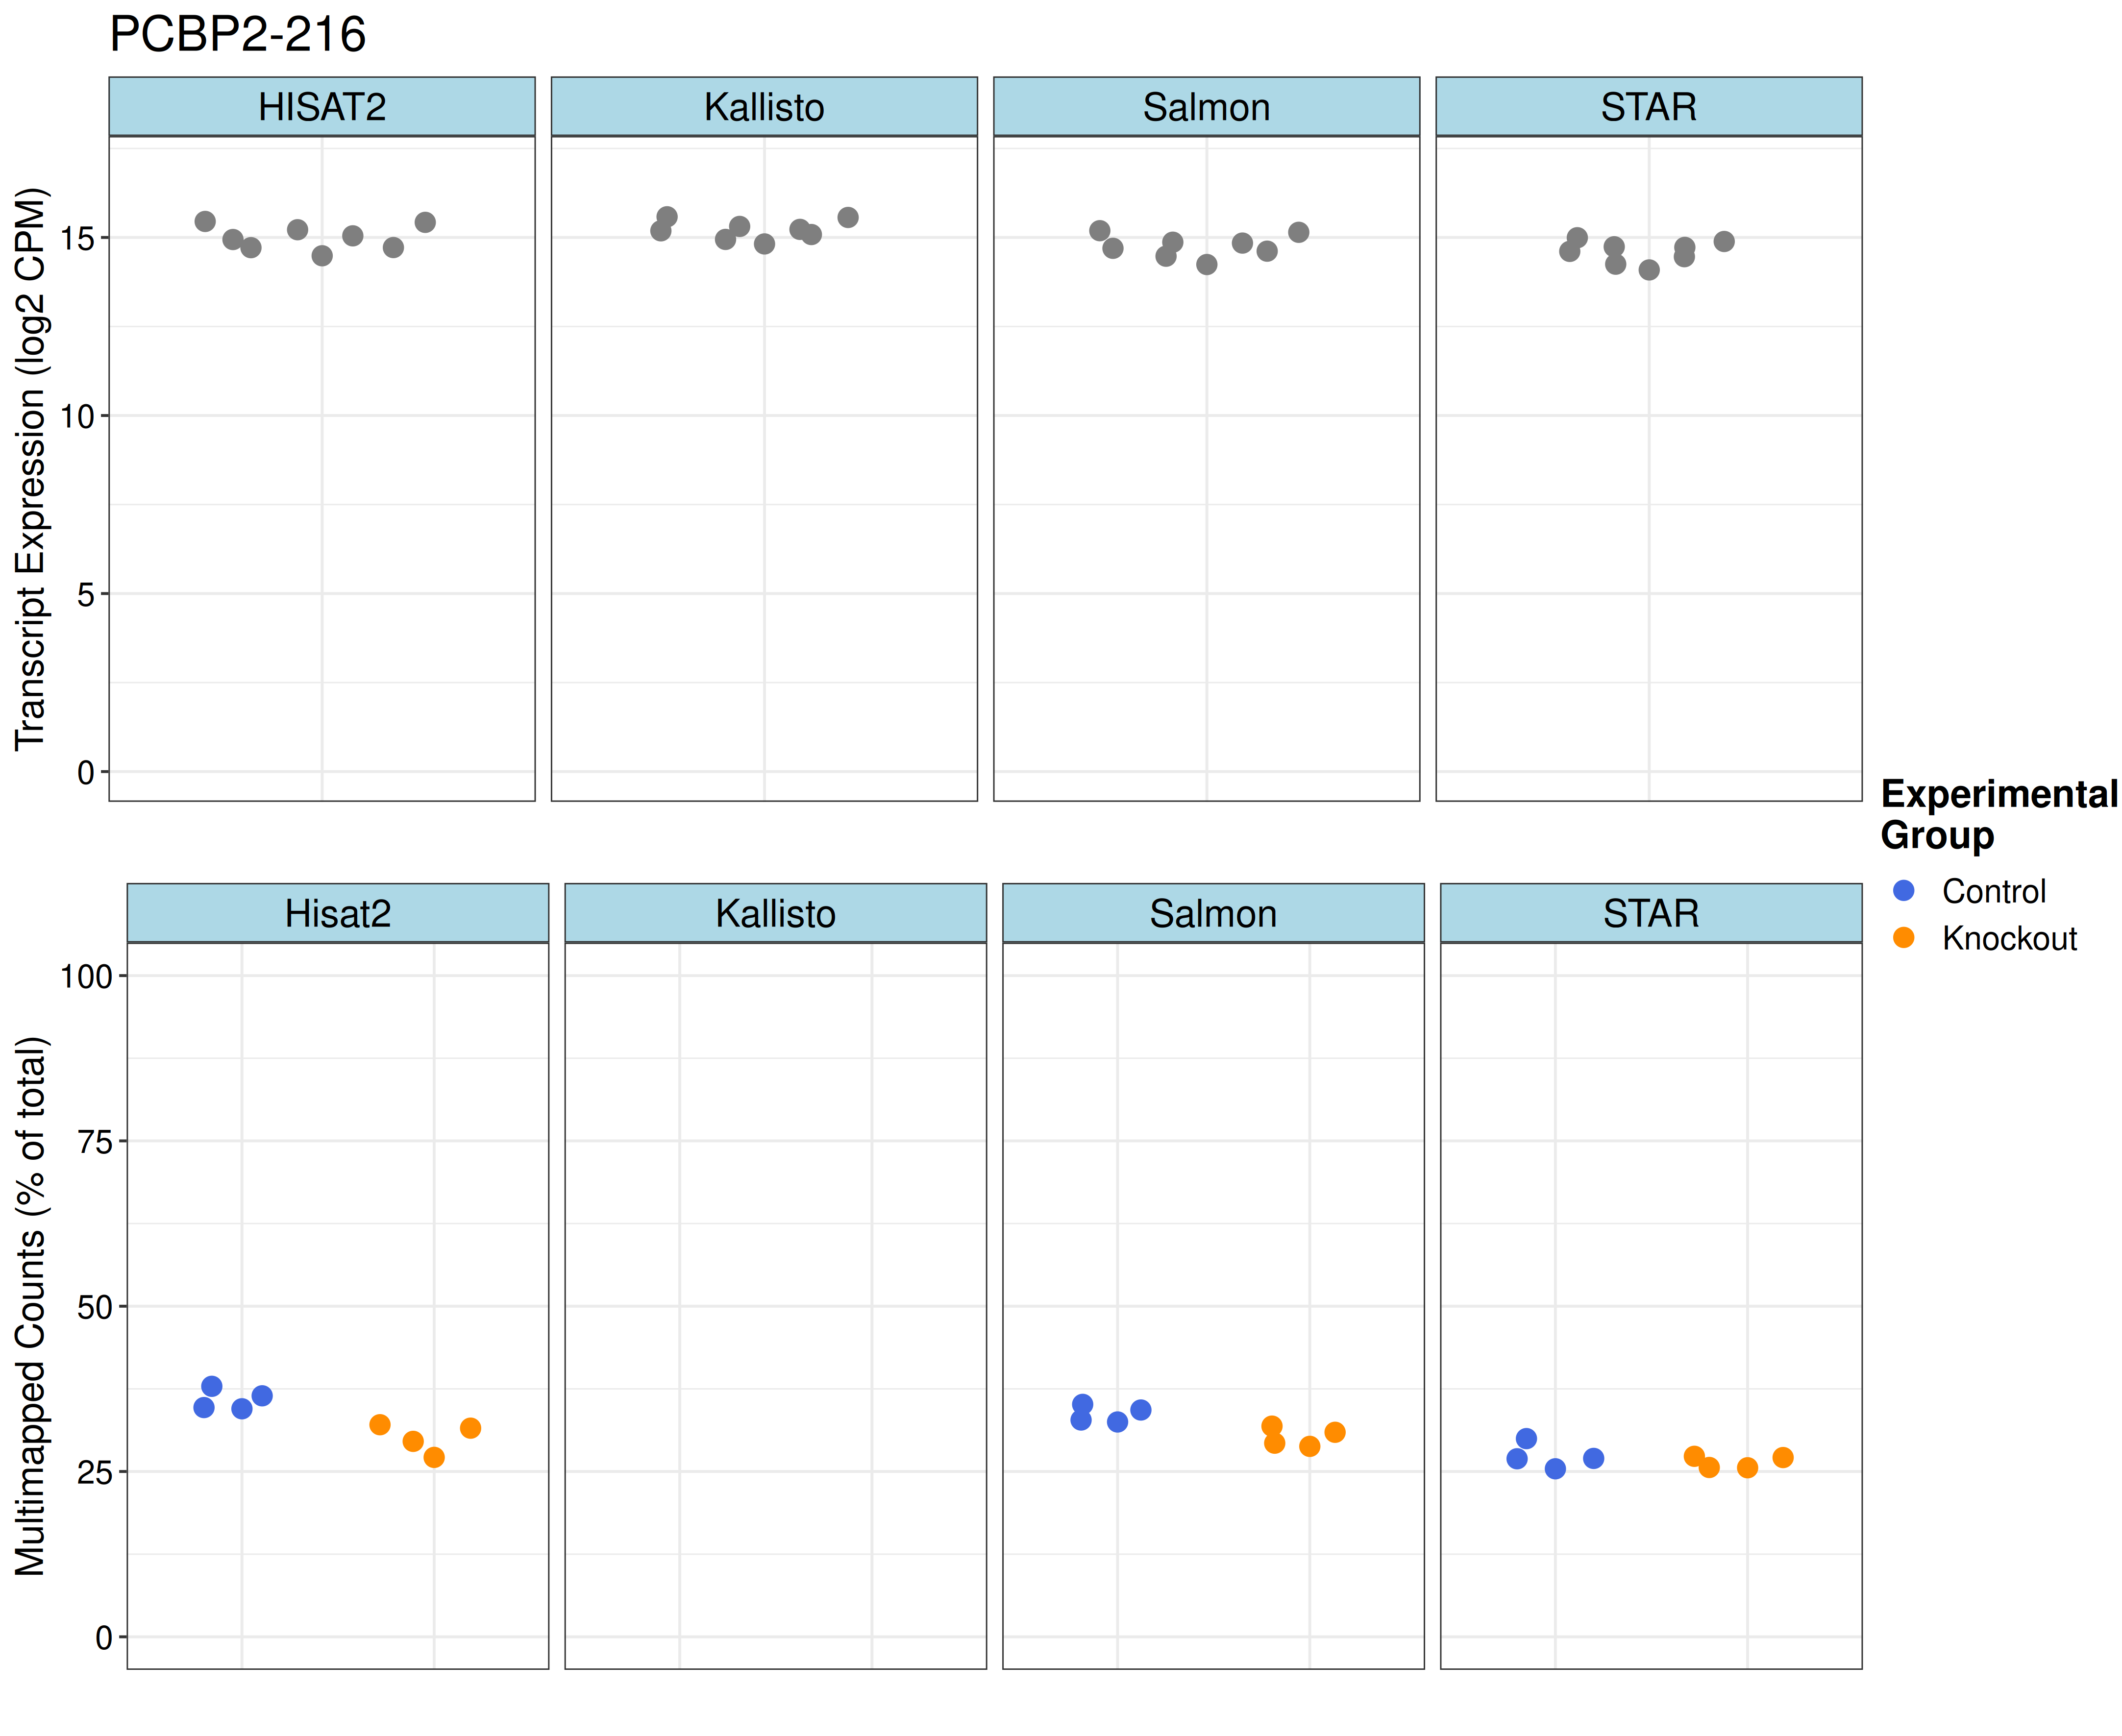 PCBP2-216
HISAT2 Kallisto Salmon STAR
Transcript Expression (log2 CPM)
15
10
5
0
Experimental
Group
Control
Knockout
Hisat2 Kallisto Salmon STAR
Multimapped Counts (% of total)
100
75
50
25
0